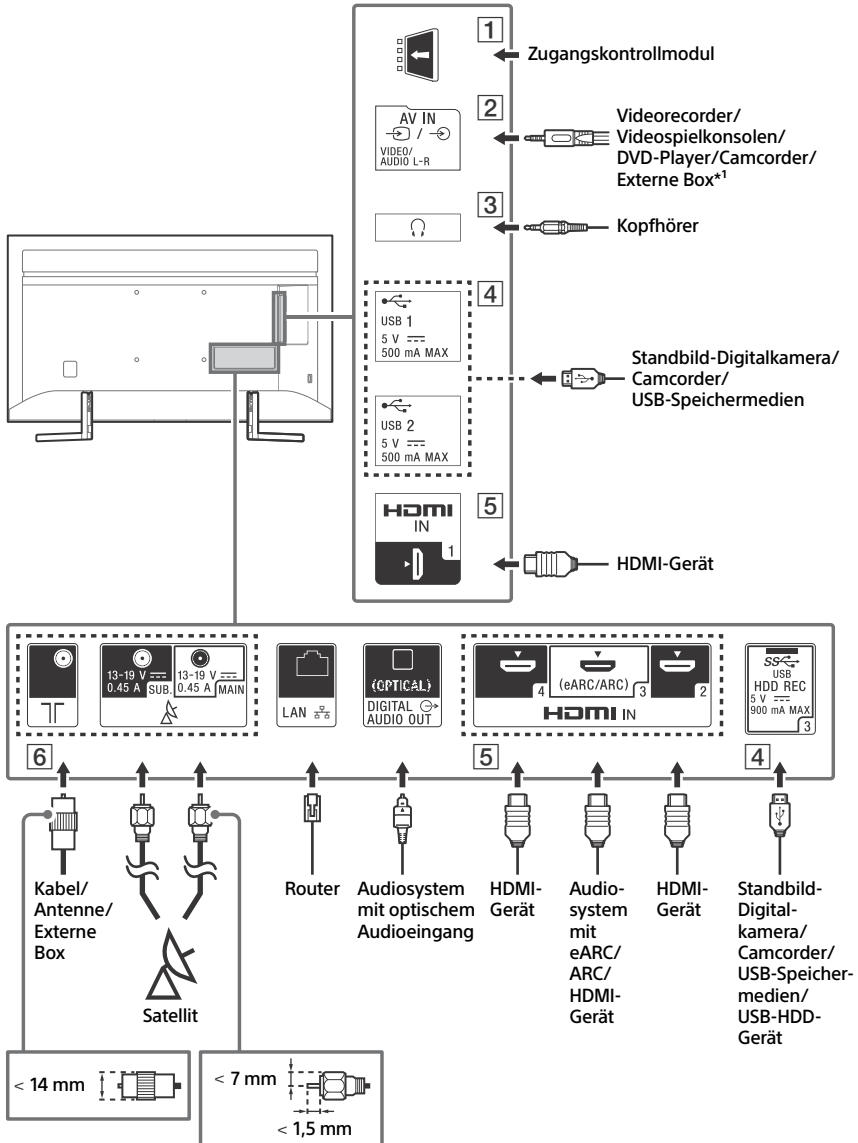 1
Zugangskontrollmodul
2
AV IN
/
VIDEO/
AUDIO L-R
Videorecorder/
Videospielkonsolen/
DVD-Player/Camcorder/
Externe Box*1
3
Kopfhörer
4
USB 1
5 V
500 mA MAX
USB 2
5 V
500 mA MAX
Standbild-Digitalkamera/
Camcorder/
USB-Speichermedien
5
HDMI
IN
1
HDMI-Gerät
13-19 V
0.45 A SUB.
13-19 V
0.45 A MAIN
LAN
(OPTICAL)
DIGITAL
AUDIO OUT
4
(eARC/ARC) 3
2
HDMI IN
SS
USB
HDD REC
5 V
900 mA MAX
3
6
5
4
Kabel/
Antenne/
Externe
Box
Satellit
Router
Audiosystem
mit optischem
Audioeingang
HDMI-
Gerät
Audio-
system
mit
eARC/
ARC/
HDMI-
Gerät
HDMI-
Gerät
Standbild-
Digital-
kamera/
Camcorder/
USB-Speicher-
medien/
USB-HDD-
Gerät
< 14 mm
< 7 mm
< 1,5 mm